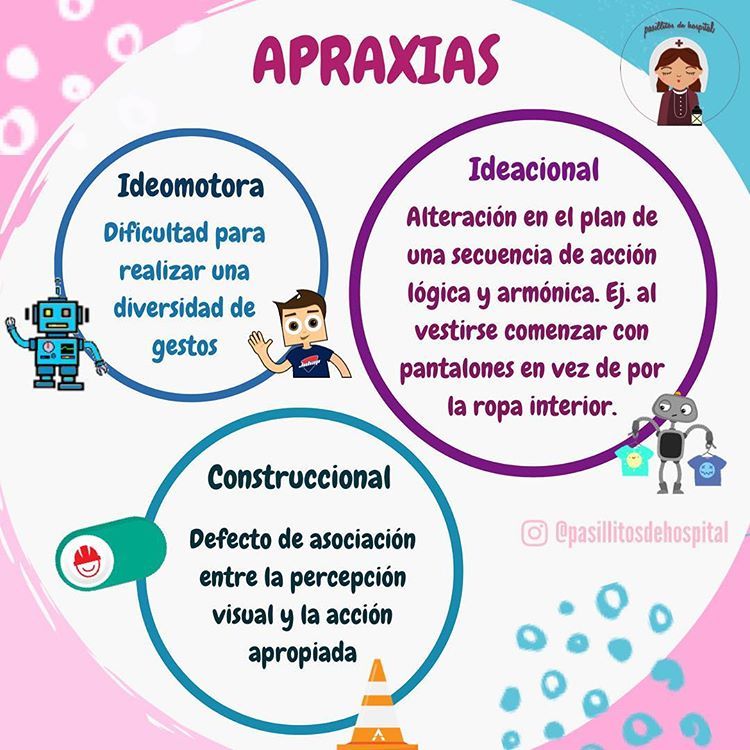 pasillitos de hospital
APRAXIAS
Ideomotora
Dificultad para
realizar una
diversidad de
gestos
Ideacional
Alteración en el plan de
una secuencia de acción
lógica y armónica. Ej. al
vestirse comenzar con
pantalones en vez de por
la ropa interior.
Construccional
Defecto de asociación
entre la percepción
visual y la acción
apropiada
@pasillitosdehospital